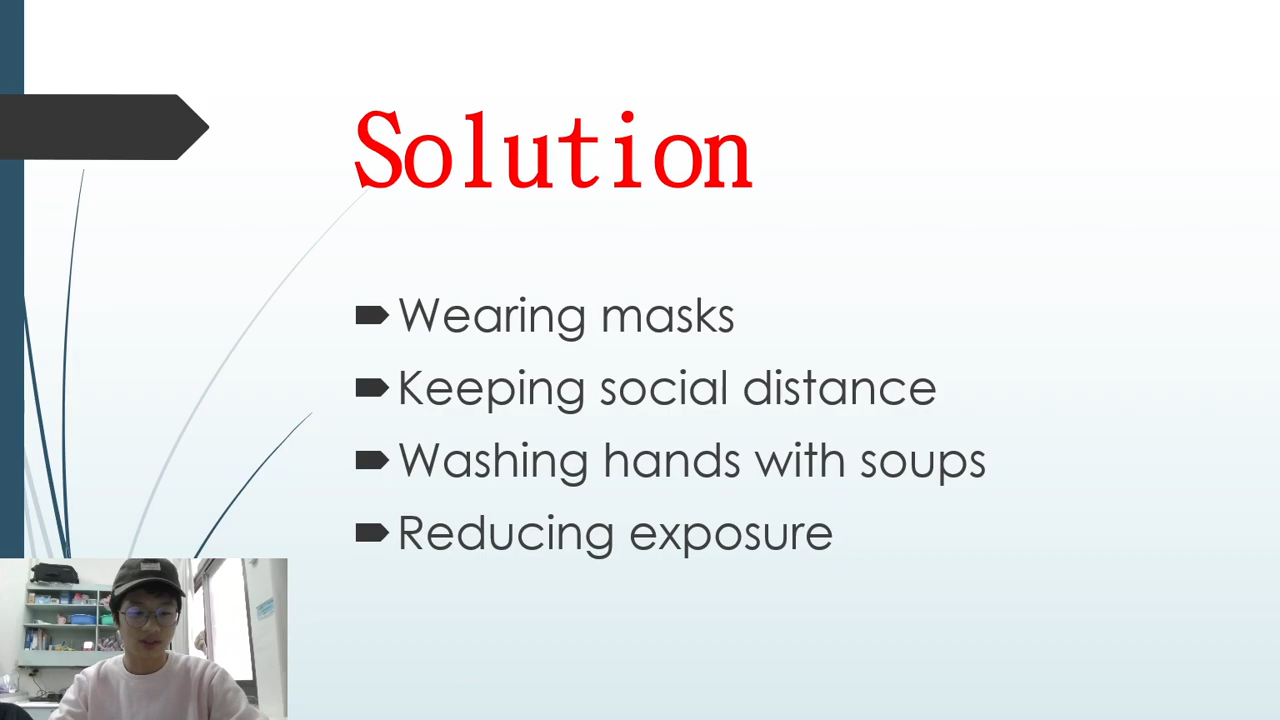 Solution
Wearing masks
Keeping social distance
Washing hands with soups
Reducing exposure